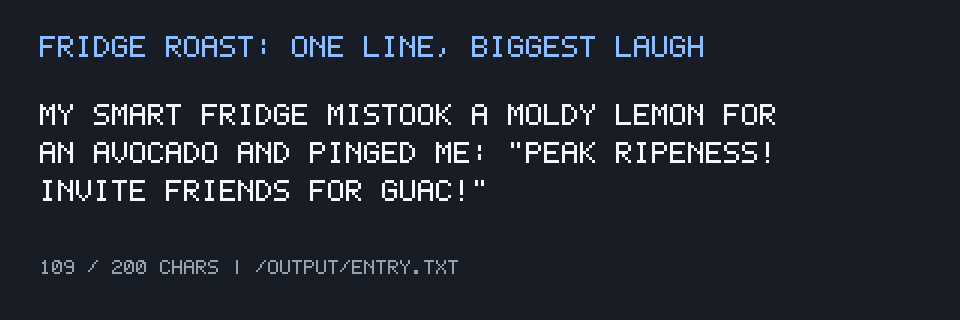 FRIDGE ROAST: ONE LINE, BIGGEST LAUGH
MY SMART FRIDGE MISTOOK A MOLDY LEMON FOR
AN AVOCADO AND PINGED ME: "PEAK RIPENESS!
INVITE FRIENDS FOR GUAC!"
109 / 200 CHARS | /OUTPUT/ENTRY.TXT